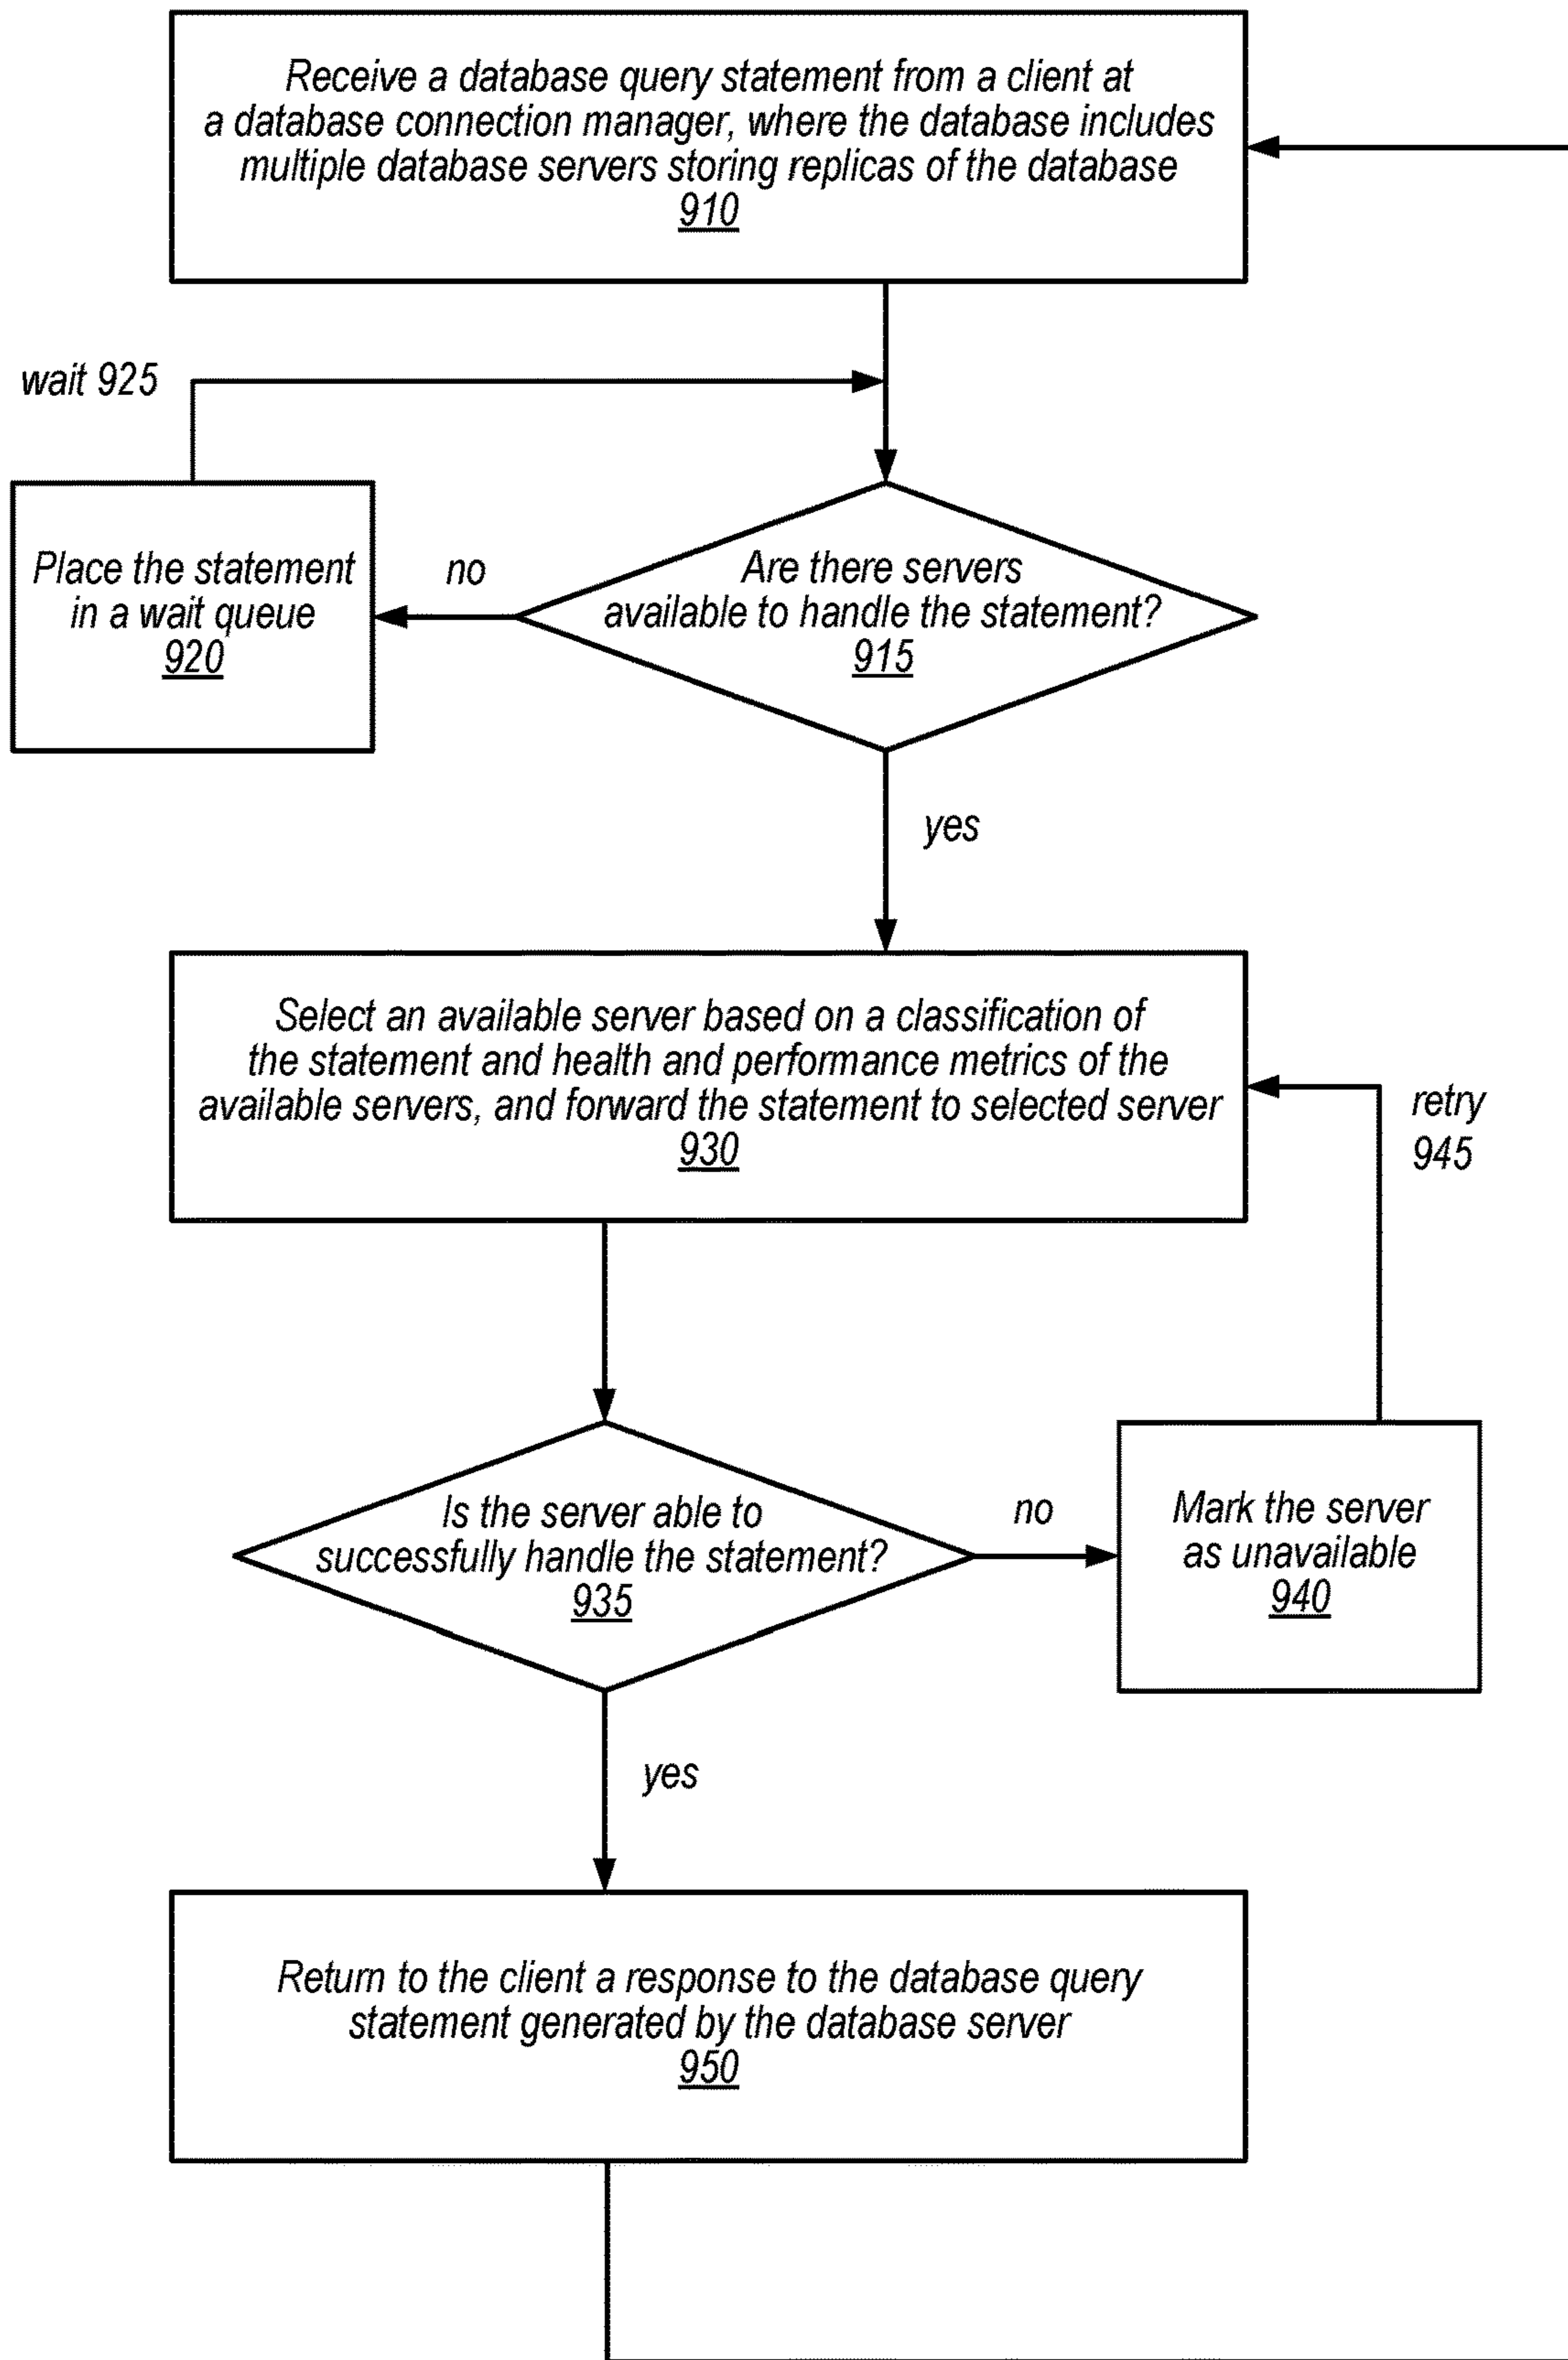 Receive a database query statement from a client at
a database connection manager, where the database includes
multiple database servers storing replicas of the database
910
wait 925
Place the statement
in a wait queue
920
no
Are there servers
available to handle the statement?
915
yes
Select an available server based on a classification of
the statement and health and performance metrics of the
available servers, and forward the statement to selected server
930
retry
945
Is the server able to
successfully handle the statement?
935
no
Mark the server
as unavailable
940
yes
Return to the client a response to the database query
statement generated by the database server
950